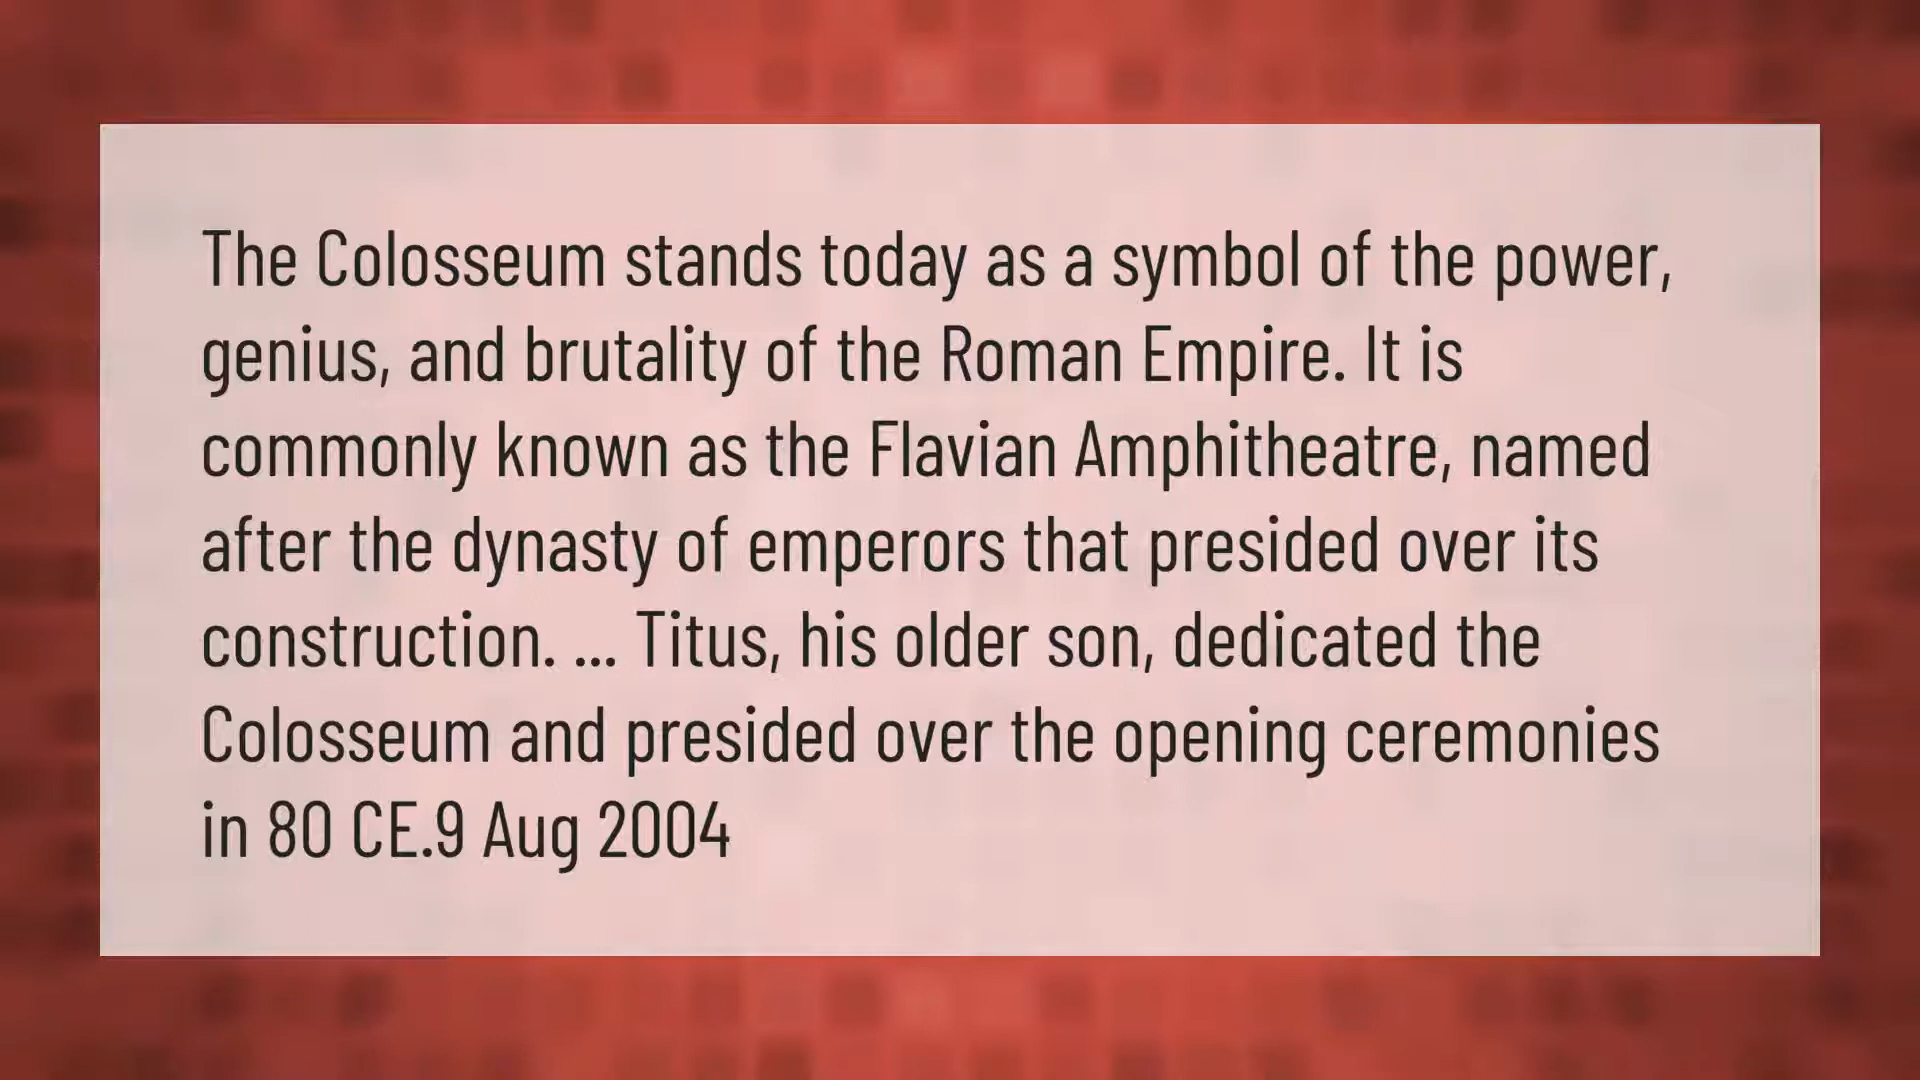 The Colosseum stands today as a symbol of the power,
genius, and brutality of the Roman Empire. It is
commonly known as the Flavian Amphitheatre, named
after the dynasty of emperors that presided over its
construction. ... Titus, his older son, dedicated the
Colosseum and presided over the opening ceremonies
in 80 CE.9 Aug 2004